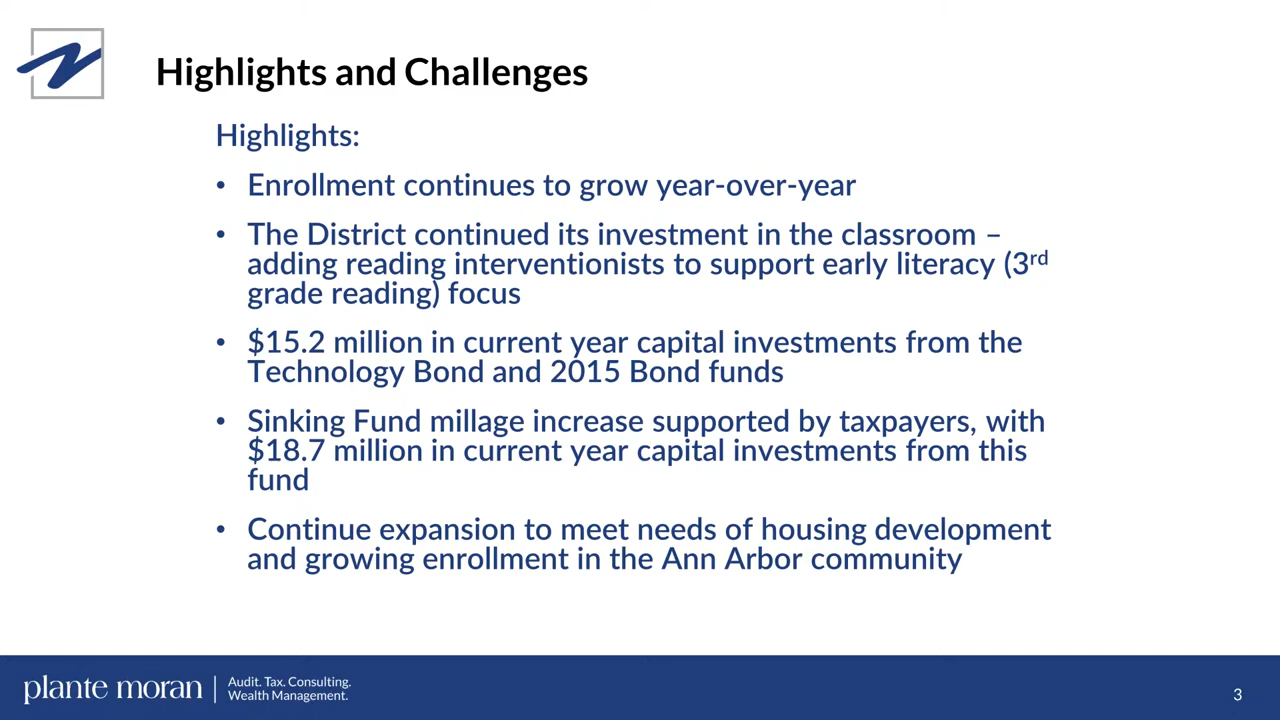 Highlights and Challenges
Highlights:
• Enrollment continues to grow year-over-year
• The District continued its investment in the classroom –
adding reading interventionists to support early literacy (3rd
grade reading) focus
• $15.2 million in current year capital investments from the
Technology Bond and 2015 Bond funds
• Sinking Fund millage increase supported by taxpayers, with
$18.7 million in current year capital investments from this
fund
• Continue expansion to meet needs of housing development
and growing enrollment in the Ann Arbor community
plante moran | Audit. Tax. Consulting.
Wealth Management.
3